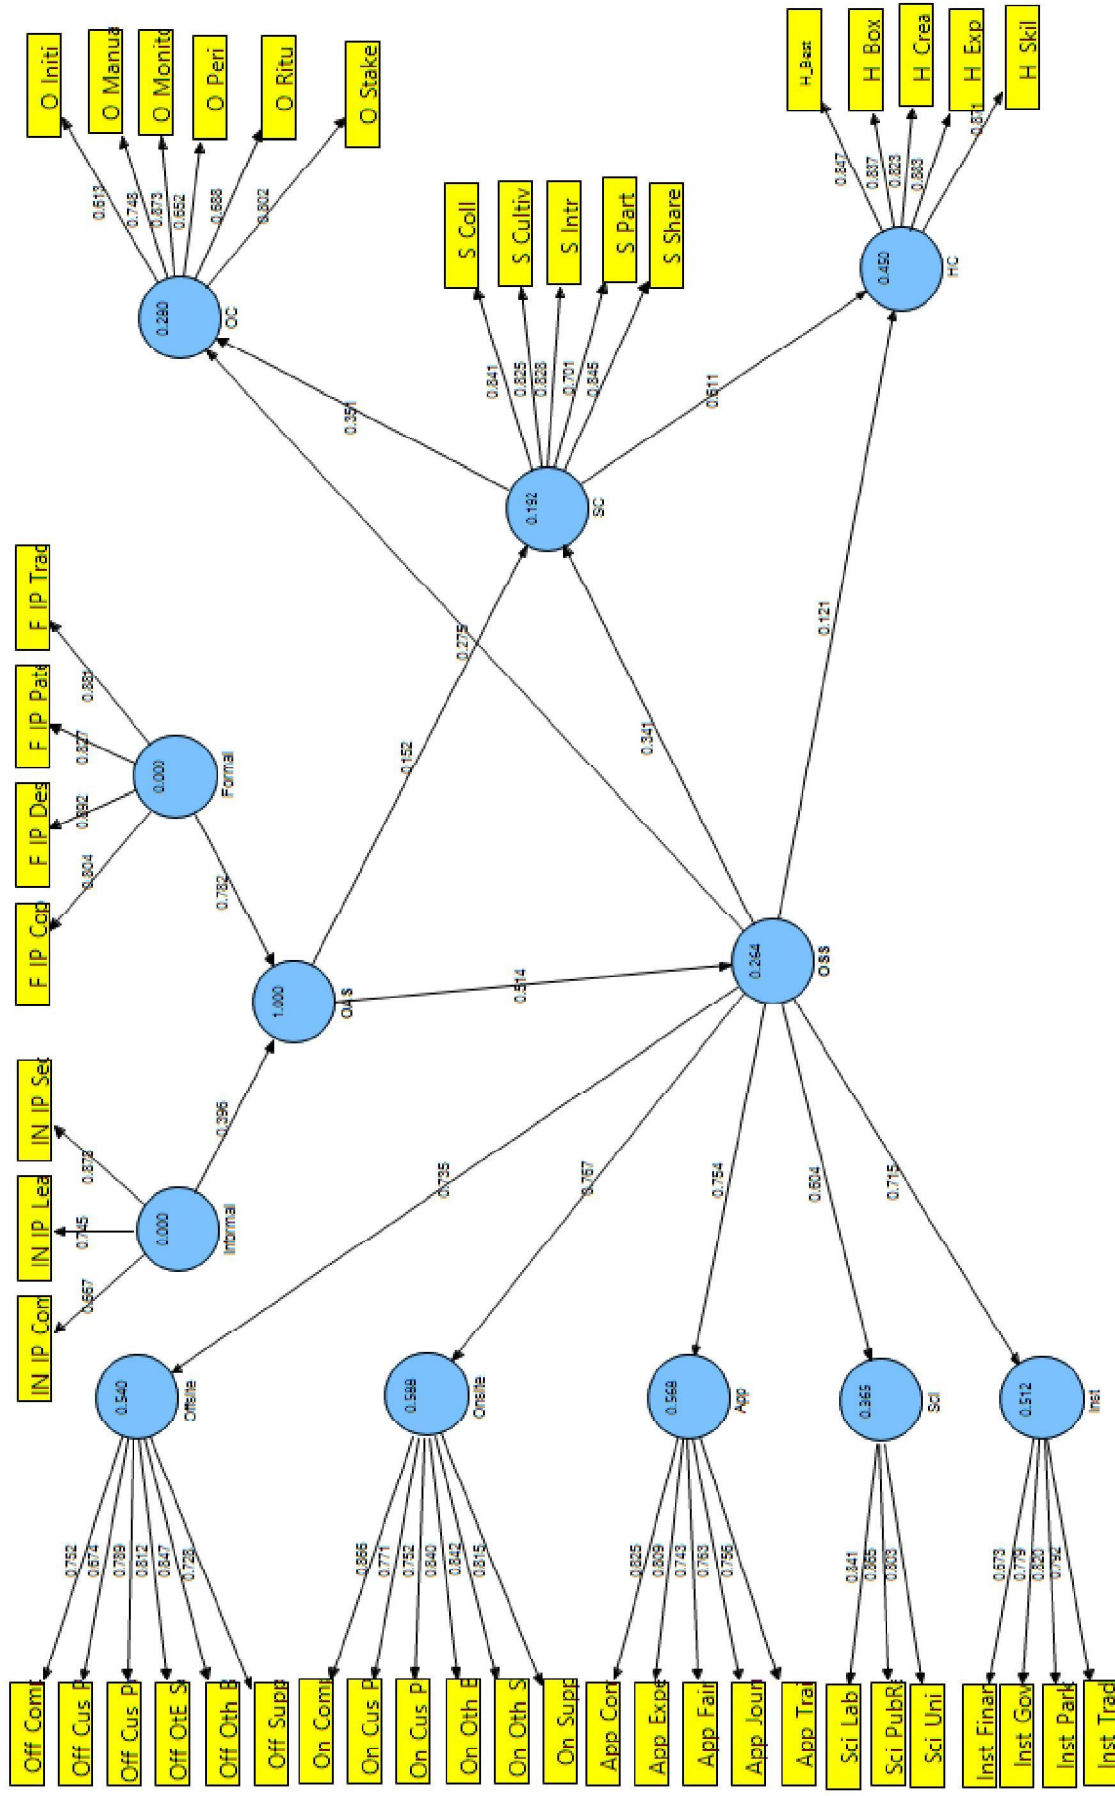 Off Com
Off Cus P
Off Cus P
Off OtE S
Off Oth B
Off Supp
0.752
0.674
0.789
0.812
0.847
0.728
0.540
Offsite
On Com
On Cus P
On Cus P
On Oth E
On Oth S
On Supp
0.866
0.771
0.752
0.840
0.842
0.815
0.588
Onsite
App Con
App Expe
App Fair
App Joun
App Trai
0.825
0.809
0.743
0.763
0.756
0.568
App
Sci Lab
Sci PubR
Sci Uni
0.841
0.865
0.803
0.365
Sci
Inst Finan
Inst Gov
Inst Park
Inst Trad
0.673
0.779
0.820
0.792
0.512
Inst
IN IP Com
IN IP Lea
IN IP Sec
0.667
0.745
0.873
0.000
Informal
F IP Cop
F IP Des
F IP Pate
F IP Trad
0.804
0.892
0.827
0.881
0.000
Formal
0.396
0.782
1.000
OAS
0.514
0.152
0.735
0.767
0.754
0.604
0.715
0.264
OSS
0.275
0.341
0.121
0.192
SC
0.351
0.611
S Coll
S Cultiv
S Intr
S Part
S Share
0.841
0.825
0.828
0.701
0.845
0.290
OC
O Initi
O Manua
O Monito
O Peri
O Ritu
O Stake
0.613
0.748
0.873
0.652
0.688
0.802
0.450
HC
H_Best
H Box
H Crea
H Exp
H Skil
0.847
0.837
0.823
0.883
0.871